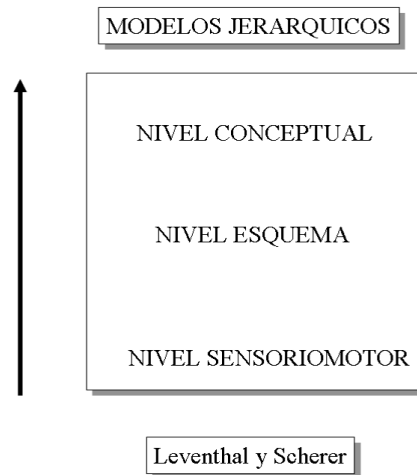 MODELOS JERARQUICOS
NIVEL CONCEPTUAL
NIVEL ESQUEMA
NIVEL SENSORIOMOTOR
Leventhal y Scherer